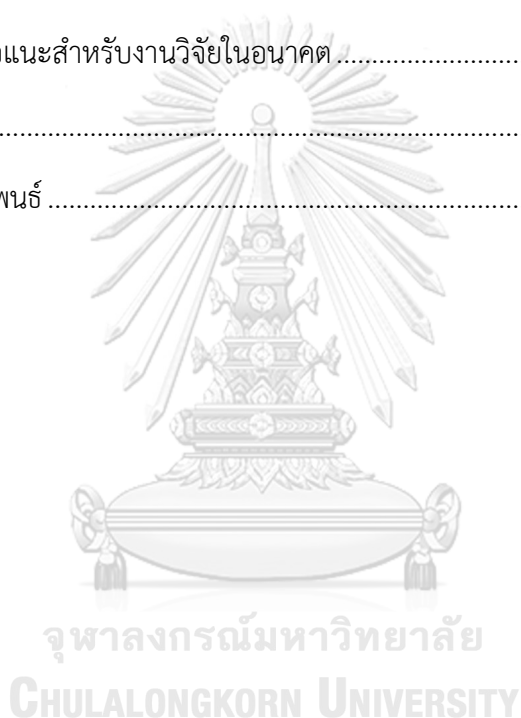 แนะสำหรับงานวิจัยในอนาคต........................
........................................................................
พนธ์..................................................................
จุฬาลงกรณ์มหาวิทยาลัย
CHULALONGKORN UNIVERSITY